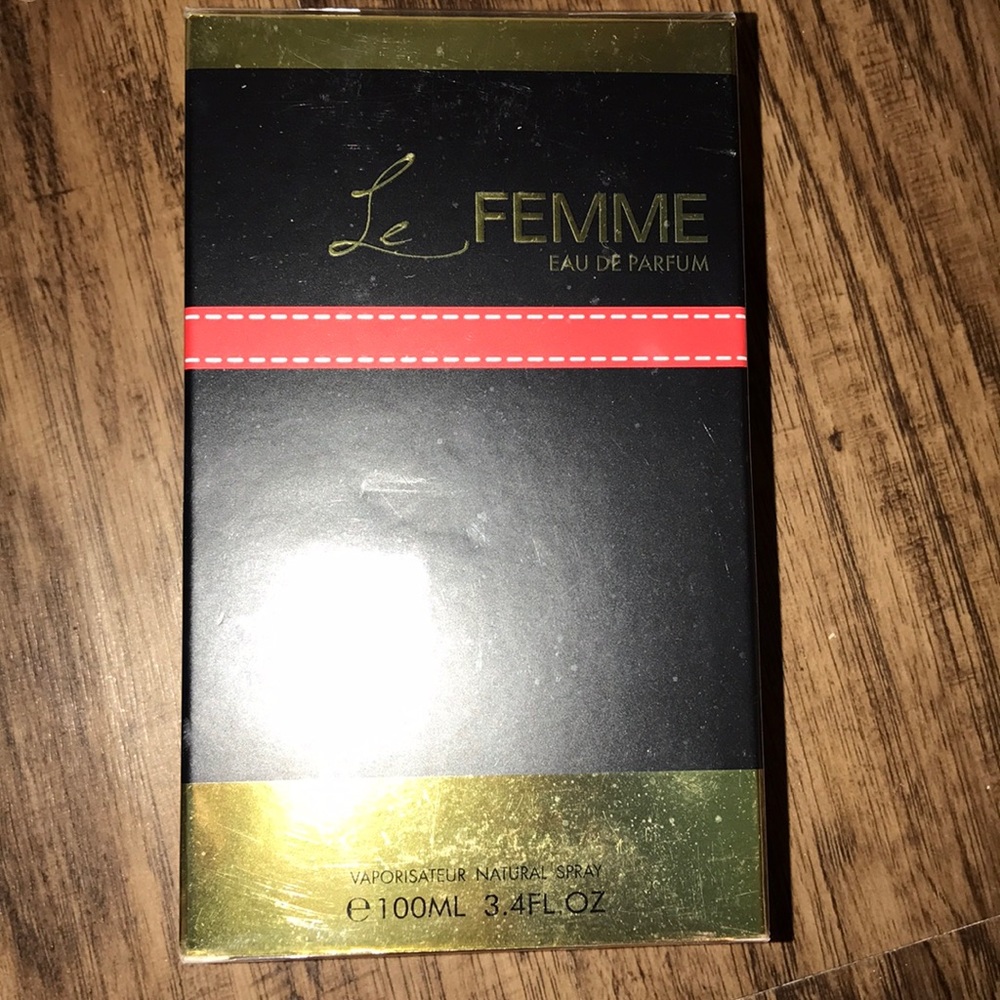 Le FEMME
EAU DE PARFUM
VAPORISATEUR NATURAL SPRAY
℮100ML 3.4FL.OZ